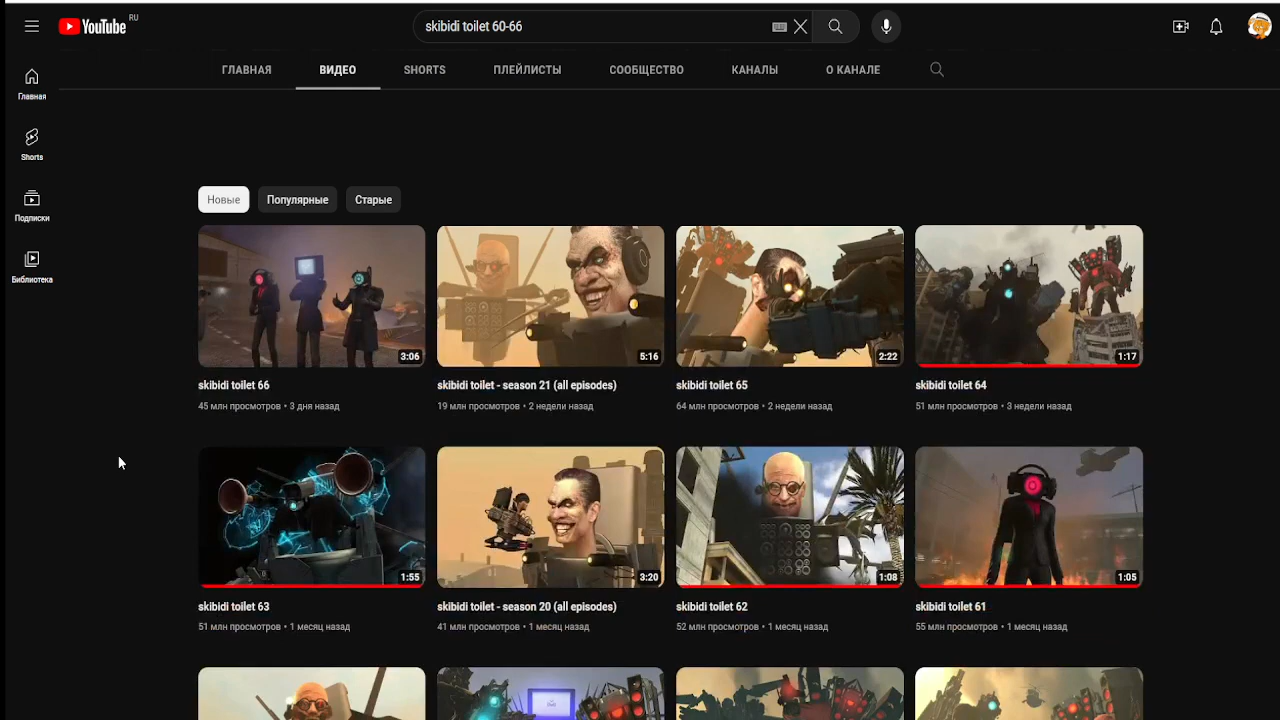 YouTube RU
skibidi toilet 60-66
ГЛАВНАЯ ВИДЕО SHORTS ПЛЕЙЛИСТЫ СООБЩЕСТВО КАНАЛЫ О КАНАЛЕ
Главная
Shorts
Подписки
Библиотека
Новые Популярные Старые
3:06 5:16 2:22 1:17
skibidi toilet 66 skibidi toilet - season 21 (all episodes) skibidi toilet 65 skibidi toilet 64
45 млн просмотров • 3 дня назад 19 млн просмотров • 2 недели назад 64 млн просмотров • 2 недели назад 51 млн просмотров • 3 недели назад
1:55 3:20 1:08 1:05
skibidi toilet 63 skibidi toilet - season 20 (all episodes) skibidi toilet 62 skibidi toilet 61
51 млн просмотров • 1 месяц назад 41 млн просмотров • 1 месяц назад 52 млн просмотров • 1 месяц назад 55 млн просмотров • 1 месяц назад